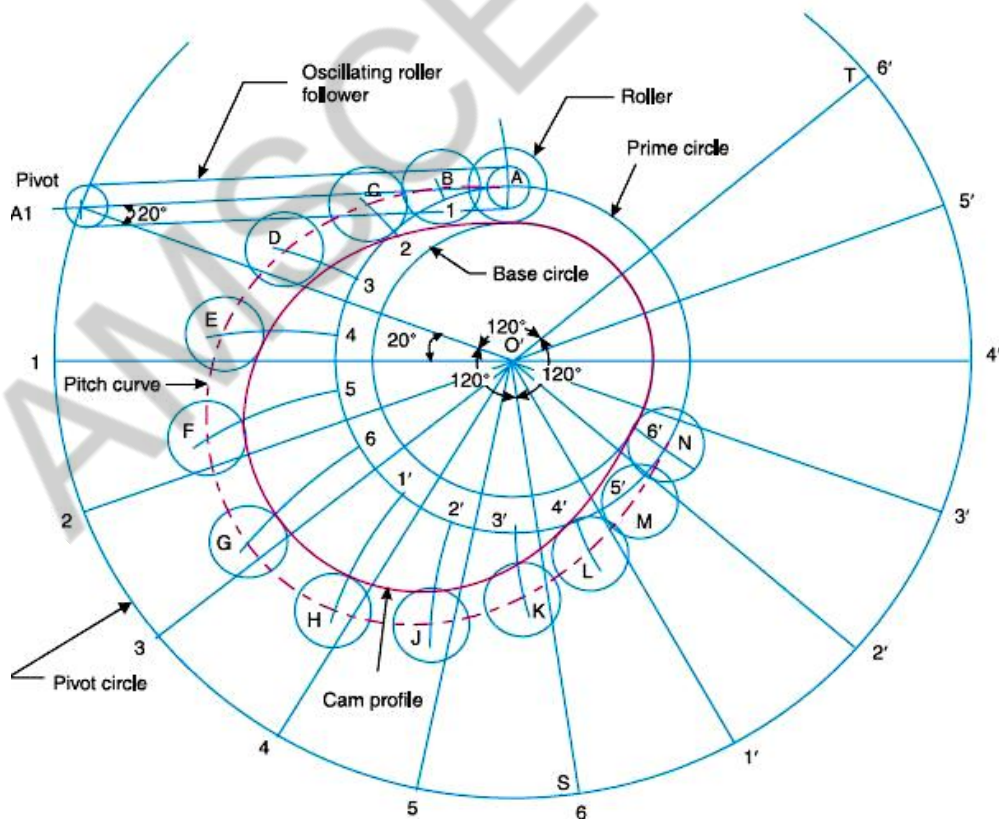 AMSCE
Oscillating roller
follower
Roller
Prime circle
T
6'
Pivot
A1
20°
C
B
A
1
5'
D
2
3
Base circle
E
4
20°
120°
O'
120°
120°
1
4'
Pitch curve
5
F
6
6'
N
1'
5'
M
2'
3'
4'
2
3'
G
L
H
J
K
3
2'
Pivot circle
Cam profile
4
1'
S
5
6